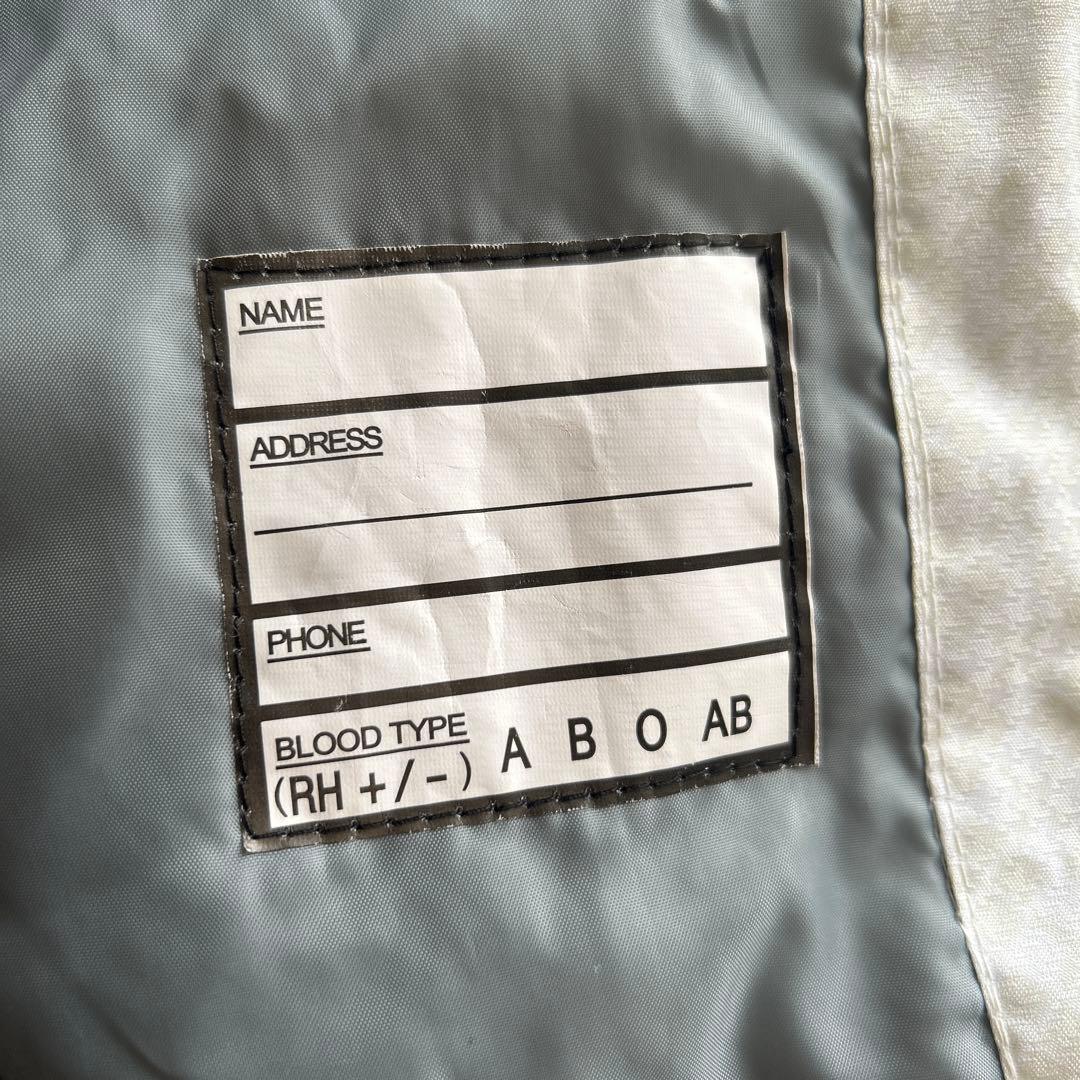 NAME
ADDRESS
PHONE
BLOOD TYPE
(RH +/-) A B O AB